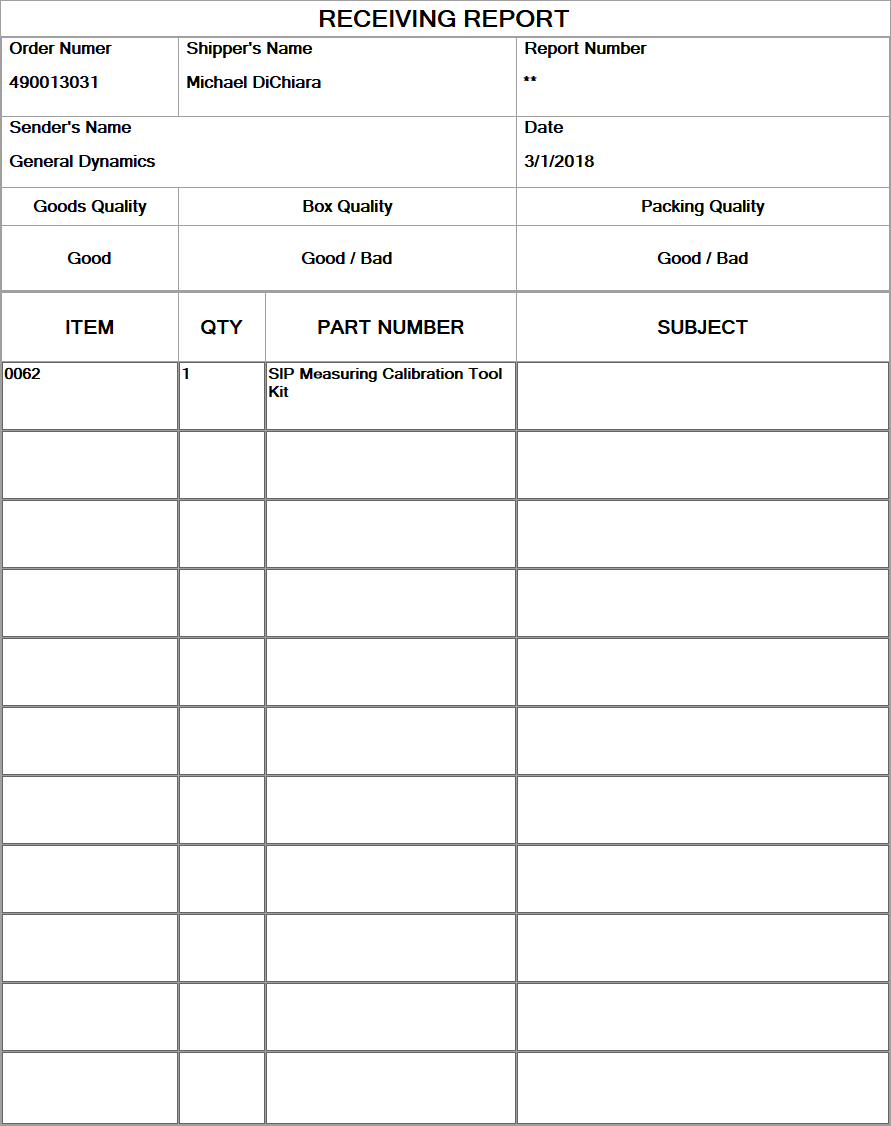 RECEIVING REPORT
Order Numer
Shipper's Name
Report Number
490013031
Michael DiChiara
**
Sender's Name
Date
General Dynamics
3/1/2018
Goods Quality
Box Quality
Packing Quality
Good
Good / Bad
Good / Bad
ITEM
QTY
PART NUMBER
SUBJECT
0062
1
SIP Measuring Calibration Tool
Kit